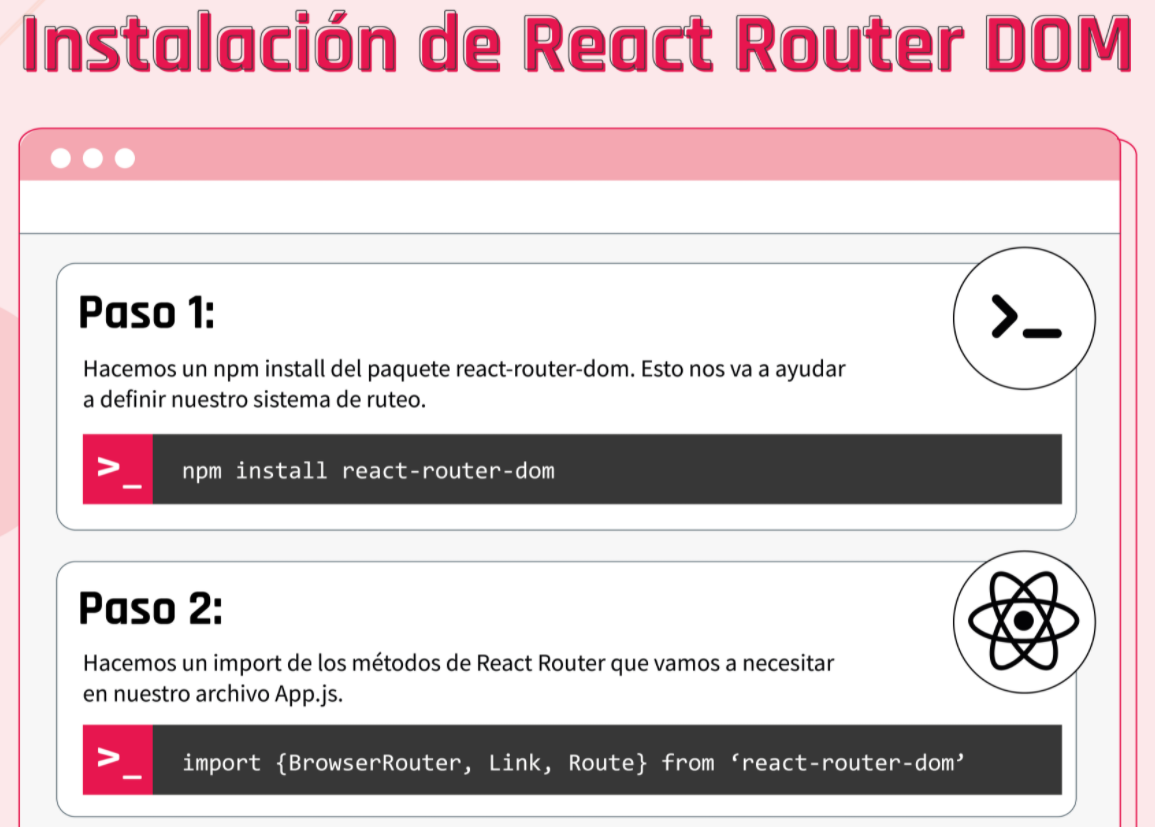 Instalación de React Router DOM
Paso 1:
Hacemos un npm install del paquete react-router-dom. Esto nos va a ayudar
a definir nuestro sistema de ruteo.
>_ npm install react-router-dom
>_
Paso 2:
Hacemos un import de los métodos de React Router que vamos a necesitar
en nuestro archivo App.js.
>_ import {BrowserRouter, Link, Route} from ‘react-router-dom’